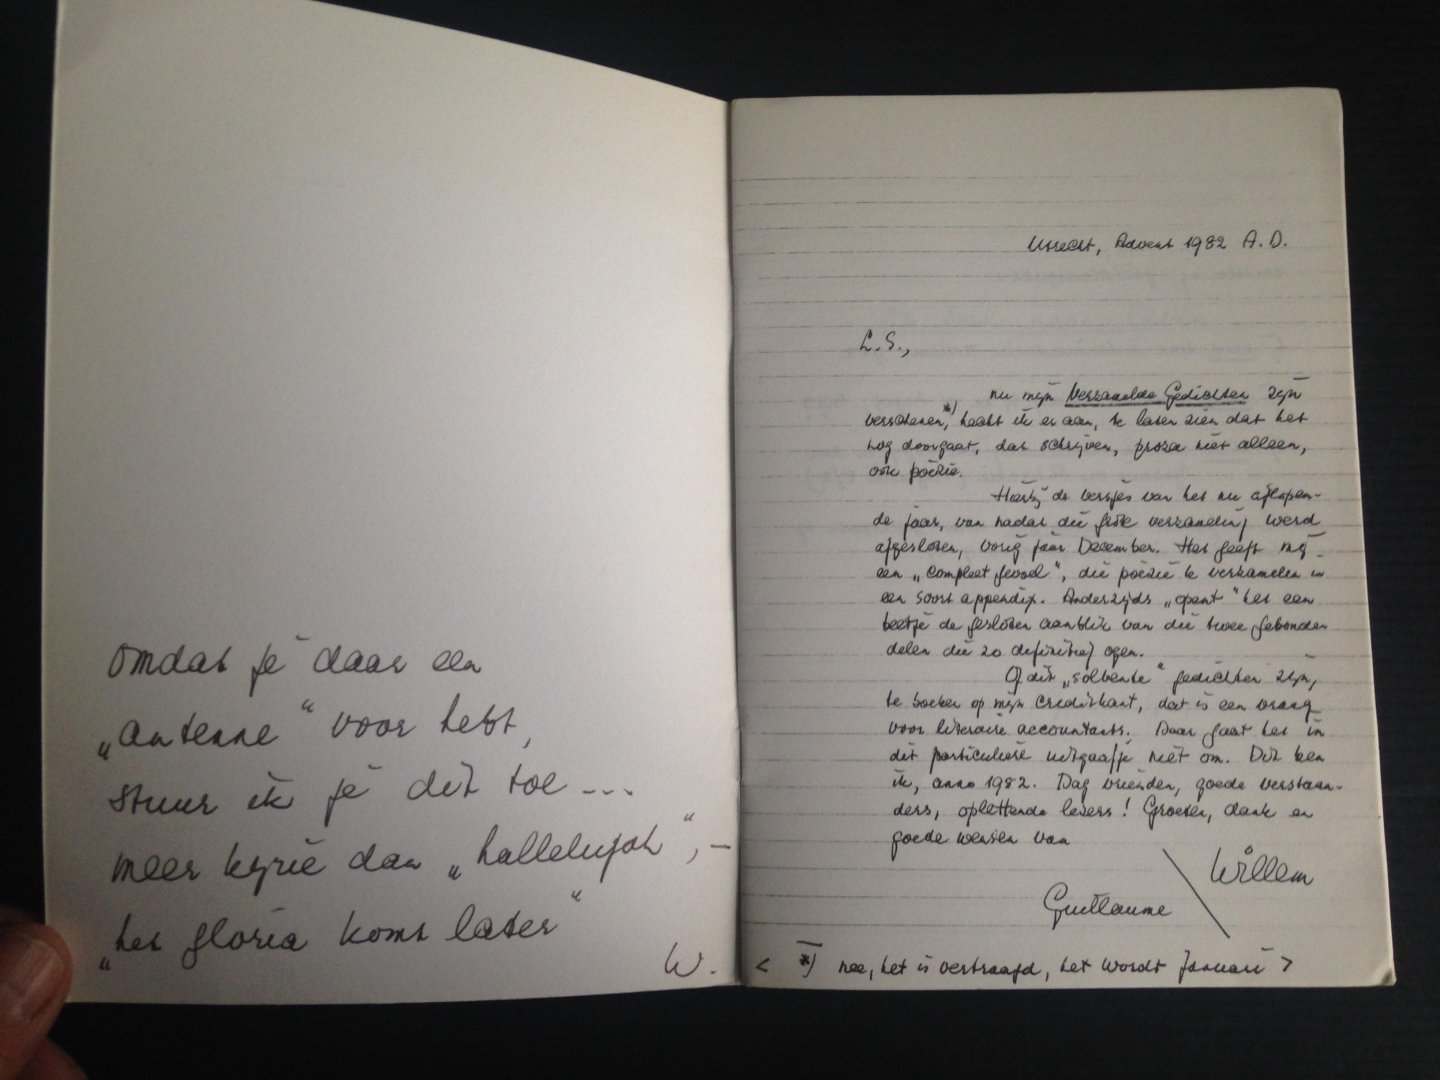 omdat je daar een
„antenne“ voor hebt,
stuur ik je dit toe ...
meer kyrie dan „hallelujah“, –
„het gloria komt later“
W.
Utrecht, Advent 1982 A.D.
L.S.,
nu mijn Verzamelde Gedichten zijn
verschenen,*) hecht ik er aan, te laten zien dat het
nog doorgaat, dat schrijven, proza niet alleen,
ook poëzie.
Hierbij de versjes van het nu aflopen-
de jaar, van nadat die grote verzameling werd
afgesloten, vorig jaar December. Het geeft mij
een „compleet gevoel“, die poëzie te verzamelen in
een soort appendix. Anderzijds „opent“ het een
beetje de gesloten aanblik van die twee gebonden
delen die zo definitief ogen.
Of dit „solvente“ gedichten zijn,
te boeken op mijn creditkant, dat is een vraag
voor literaire accountants. Daar gaat het in
dit particuliere uitgaafje niet om. Dit ben
ik, anno 1982. Dag vrienden, goede verstaan-
ders, oplettende lezers! Groeten, dank en
goede wensen van
Willem
Guillaume
< *) nee, het is vertraagd, het wordt Januari >